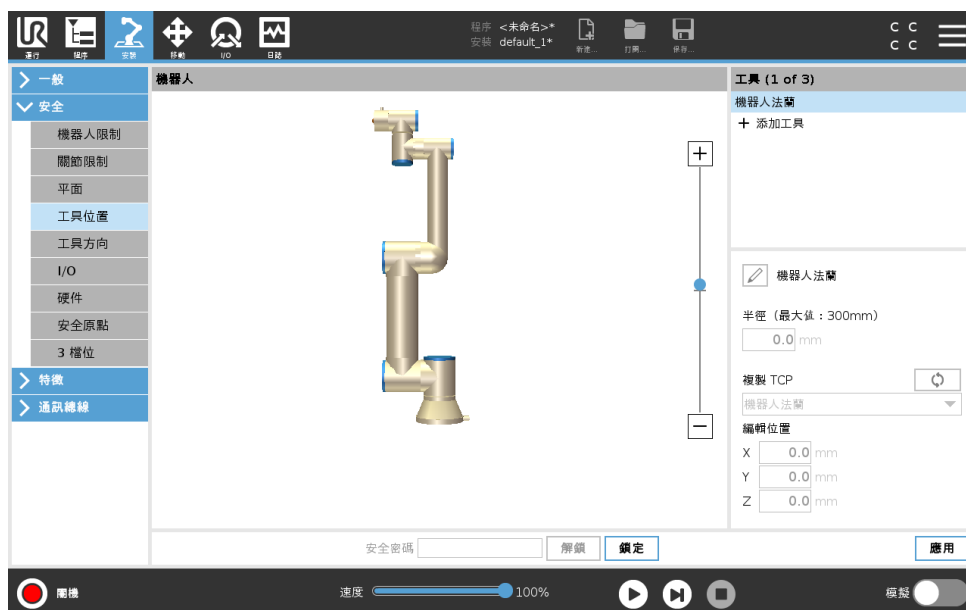 程序 <未命名>*
安裝 default_1*
新建...
打開...
保存...
C C
C C
運行
程序
安裝
移動
I/O
日誌
一般
安全
機器人限制
關節限制
平面
工具位置
工具方向
I/O
硬件
安全原點
3 檔位
特徵
通訊總線
機器人
工具 (1 of 3)
機器人法蘭
添加工具
機器人法蘭
半徑 (最大值:300mm)
0.0 mm
複製 TCP
機器人法蘭
編輯位置
X 0.0 mm
Y 0.0 mm
Z 0.0 mm
安全密碼
解鎖
鎖定
應用
關機
速度
100%
模擬